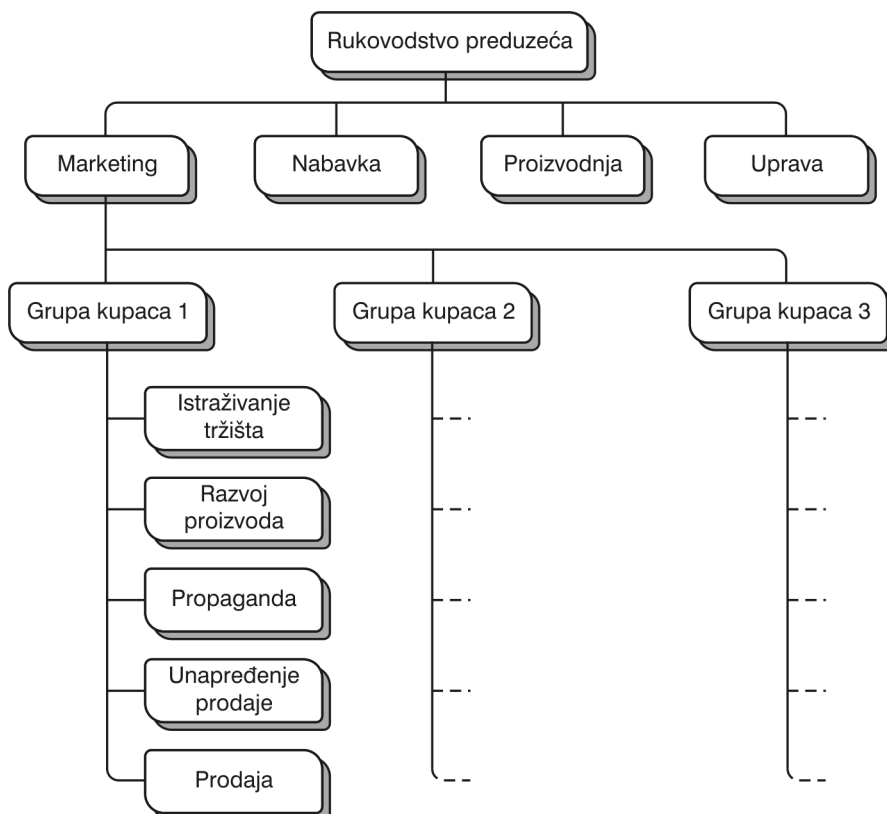 Rukovodstvo preduzeća
Marketing
Nabavka
Proizvodnja
Uprava
Grupa kupaca 1
Grupa kupaca 2
Grupa kupaca 3
Istraživanje
tržišta
Razvoj
proizvoda
Propaganda
Unapređenje
prodaje
Prodaja